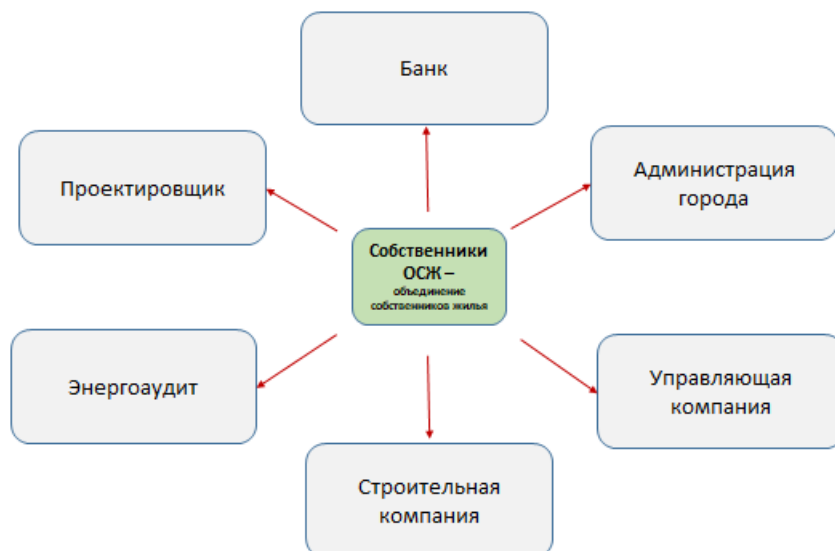 Банк
Проектировщик
Администрация
города
Собственники
ОСЖ –
объединение
собственников жилья
Энергоаудит
Управляющая
компания
Строительная
компания